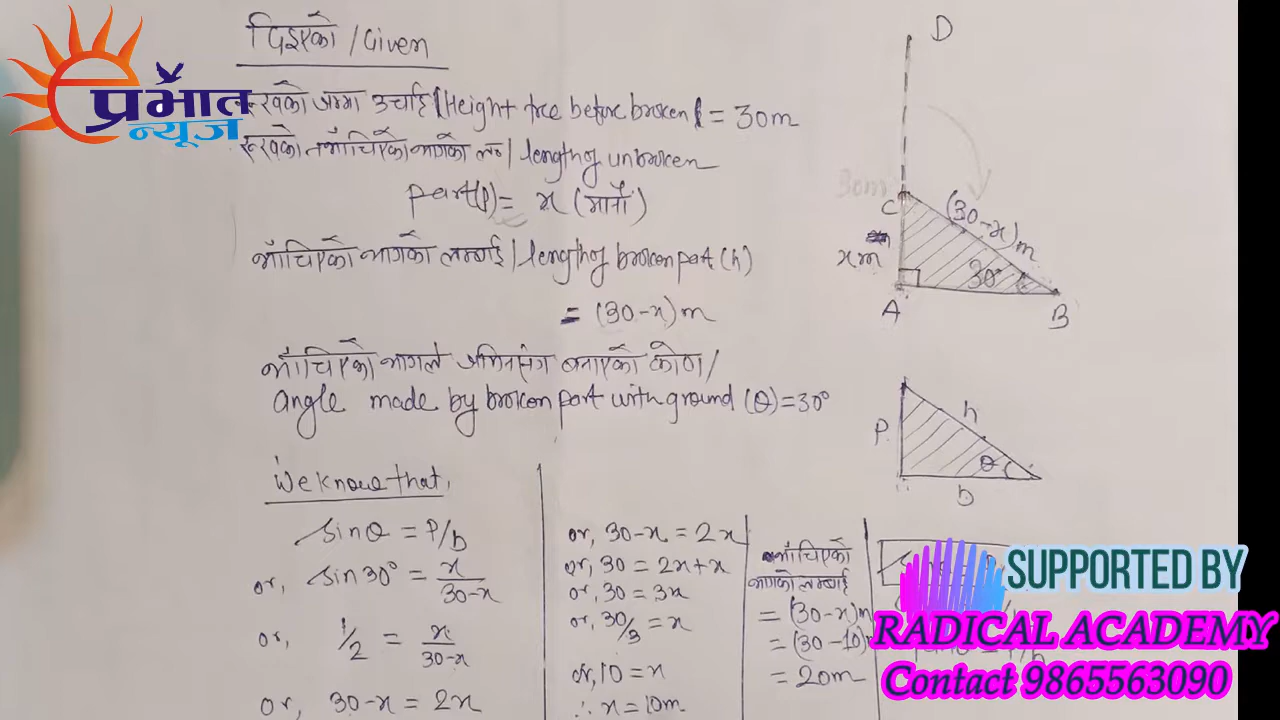 दिइएको / Given
प्रभात
न्यूज
रूखको जम्मा उचाई / Height tree before broken = 30m
रूखको नभाँचिएको भागको ल० / length of unbroken
part(p) = x (मानौं)
भाँचिएको भागको लम्बाई / length of broken part (h)
= (30-x)m
भाँचिएको भागले जमिनसंग बनाएको कोण /
angle made by broken part with ground (θ) = 30°
D
30m
C
(30-x)m
xm
30°
A
B
p
h
θ
b
We know that,
sinθ = P/b
or, sin30° = x/30-x
or, 1/2 = x/30-x
or, 30-x = 2x
or, 30-x = 2x
or, 30 = 2x+x
or, 30 = 3x
or, 30/3 = x
or, 10 = x
∴ x = 10m
भाँचिएको
भागको लम्बाई
= (30-x)m
= (30-10)m
= 20m
SUPPORTED BY
RADICAL ACADEMY
Contact 9865563090